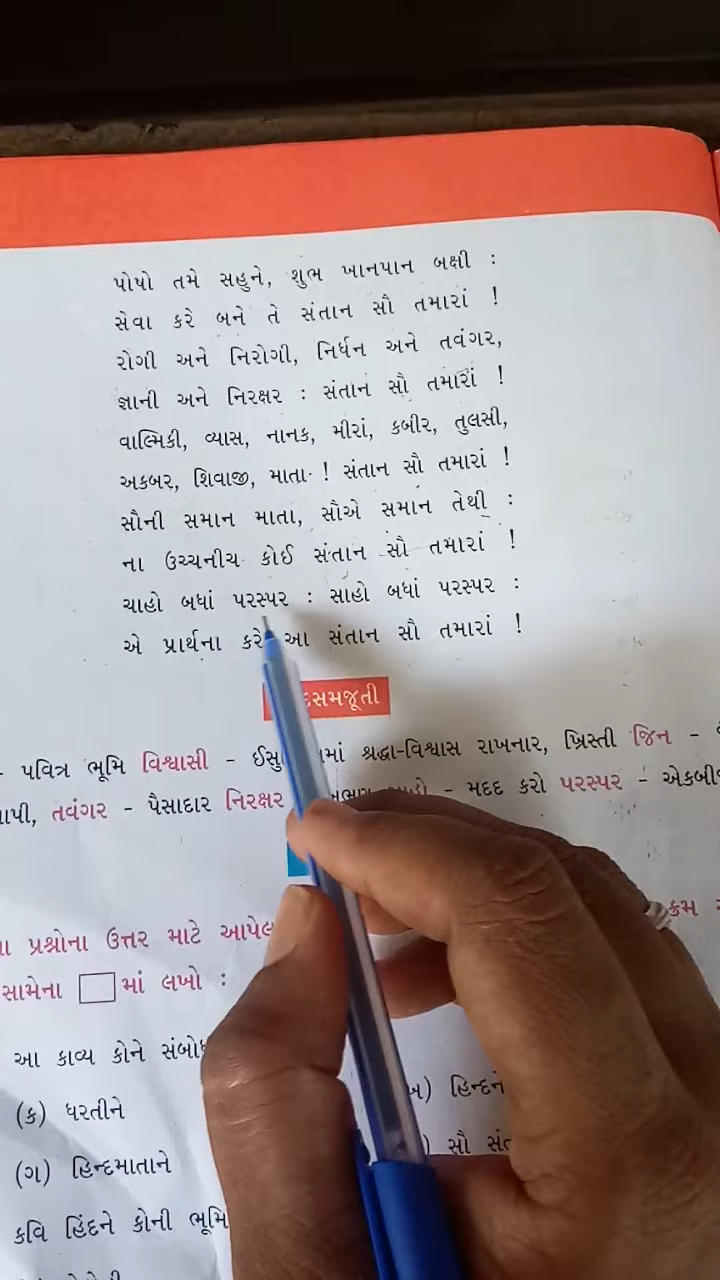 પોષો તમે સહુને, શુભ ખાનપાન બક્ષી :
સેવા કરે બને તે સંતાન સૌ તમારાં !
રોગી અને નિરોગી, નિર્ધન અને તવંગર,
જ્ઞાની અને નિરક્ષર : સંતાન સૌ તમારાં !
વાલ્મિકી, વ્યાસ, નાનક, મીરાં, કબીર, તુલસી,
અકબર, શિવાજી, માતા ! સંતાન સૌ તમારાં !
સૌની સમાન માતા, સૌએ સમાન તેથી :
ના ઉચ્ચનીચ કોઈ સંતાન સૌ તમારાં !
ચાહો બધાં પરસ્પર : સાહો બધાં પરસ્પર :
એ પ્રાર્થના કરે આ સંતાન સૌ તમારાં !
સમજૂતી
- પવિત્ર ભૂમિ વિશ્વાસી - ઈસુ માં શ્રદ્ધા-વિશ્વાસ રાખનાર, ખ્રિસ્તી જિન -
તવંગર - પૈસાદાર નિરક્ષર - મદદ કરો પરસ્પર -
પ્રશ્નોના ઉત્તર માટે આપેલ ક્રમ
સામેના માં લખો :
આ કાવ્ય કોને
(ક) ધરતીને હિન્દને
(ગ) હિન્દમાતાને સૌ
કવિ હિંદને કોની ભૂમિ